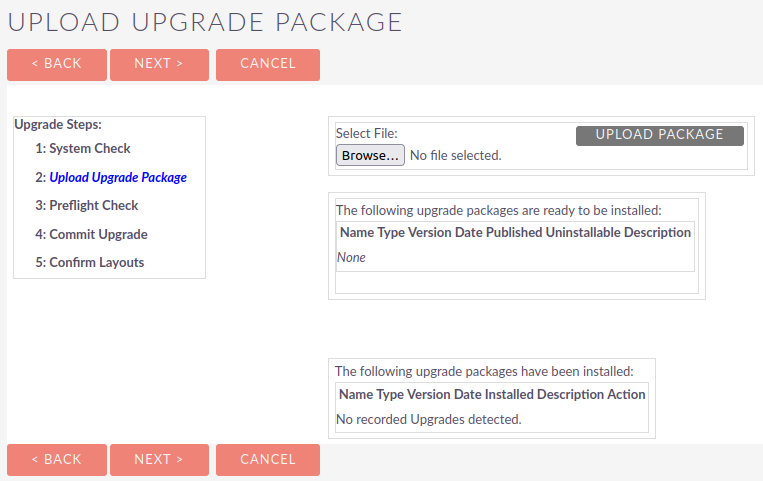 UPLOAD UPGRADE PACKAGE
< BACK NEXT > CANCEL
Upgrade Steps:
1: System Check
2: Upload Upgrade Package
3: Preflight Check
4: Commit Upgrade
5: Confirm Layouts
Select File:
UPLOAD PACKAGE
Browse... No file selected.
The following upgrade packages are ready to be installed:
Name Type Version Date Published Uninstallable Description
None
The following upgrade packages have been installed:
Name Type Version Date Installed Description Action
No recorded Upgrades detected.
< BACK NEXT > CANCEL